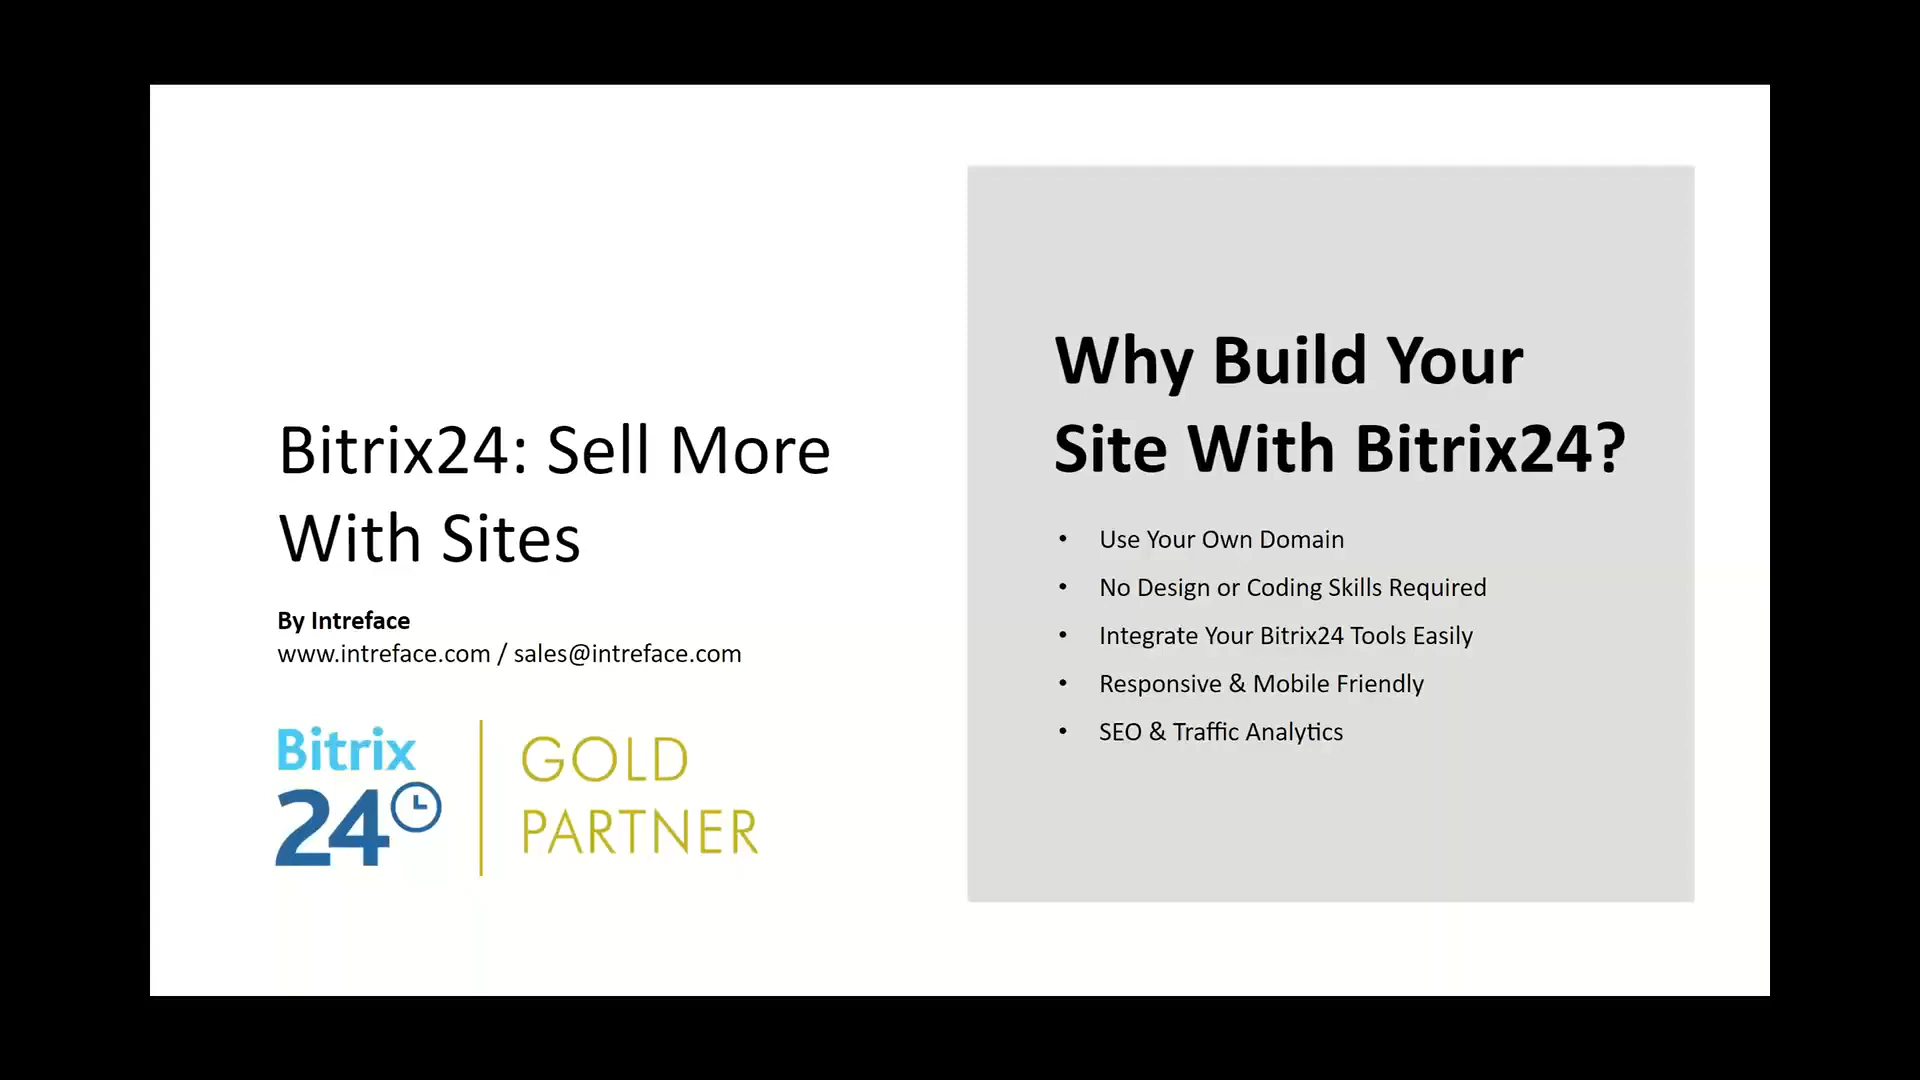 Bitrix24: Sell More
With Sites
By Intreface
www.intreface.com / sales@intreface.com
Bitrix
24
GOLD
PARTNER
Why Build Your
Site With Bitrix24?
• Use Your Own Domain
• No Design or Coding Skills Required
• Integrate Your Bitrix24 Tools Easily
• Responsive & Mobile Friendly
• SEO & Traffic Analytics